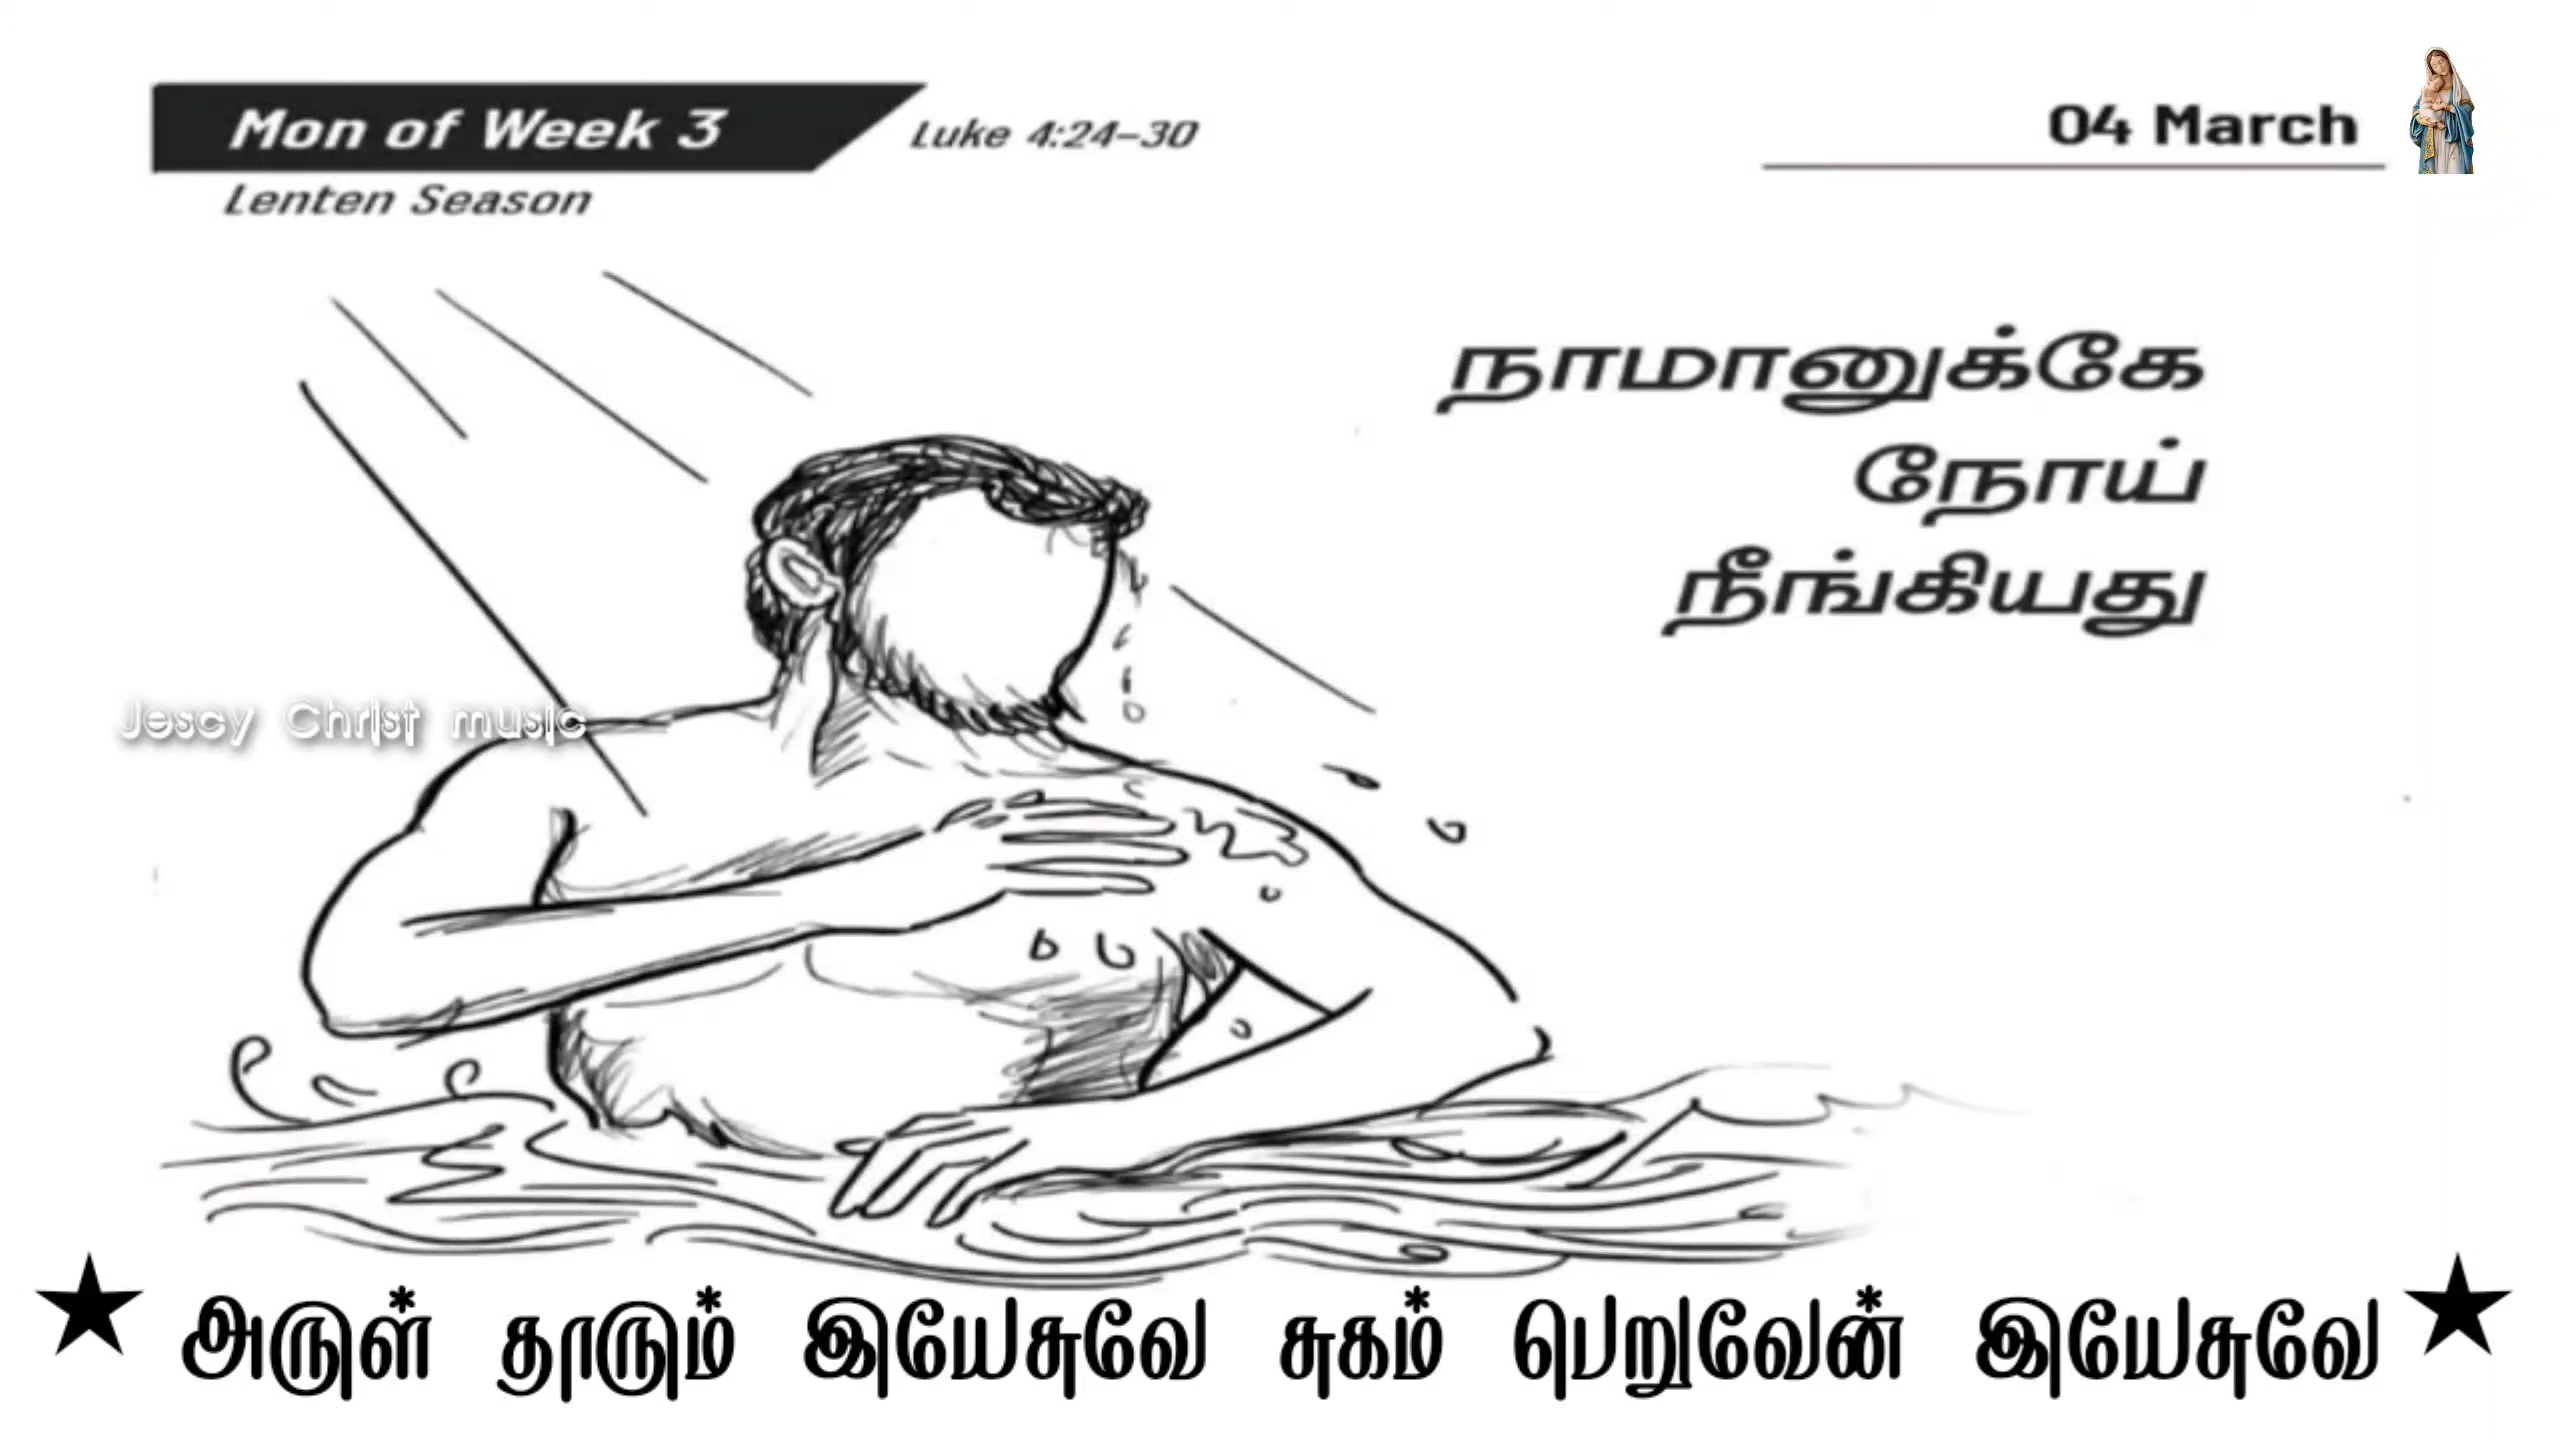 Mon of Week 3
Luke 4:24–30
04 March
Lenten Season
நாமானுக்கே
நோய்
நீங்கியது
Jescy Christ music
★ அருள் தாரும் இயேசுவே சுகம் பெறுவேன் இயேசுவே ★